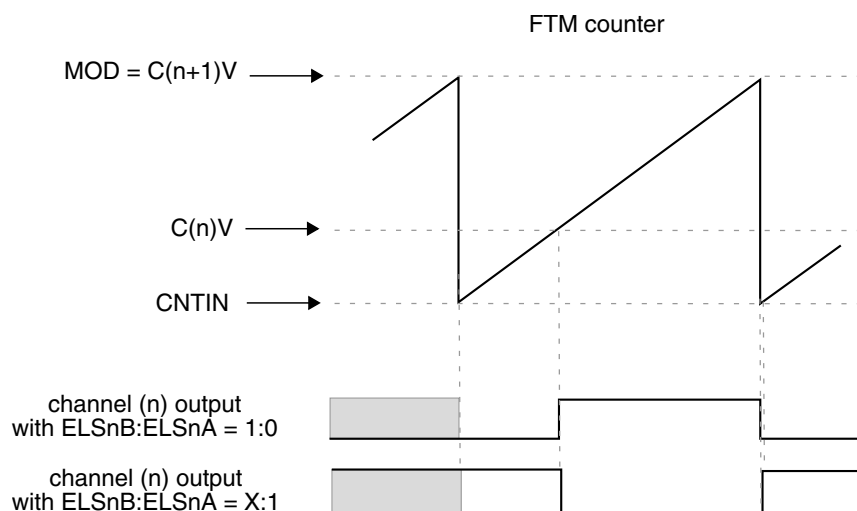 FTM counter
MOD = C(n+1)V
C(n)V
CNTIN
channel (n) output
with ELSnB:ELSnA = 1:0
channel (n) output
with ELSnB:ELSnA = X:1